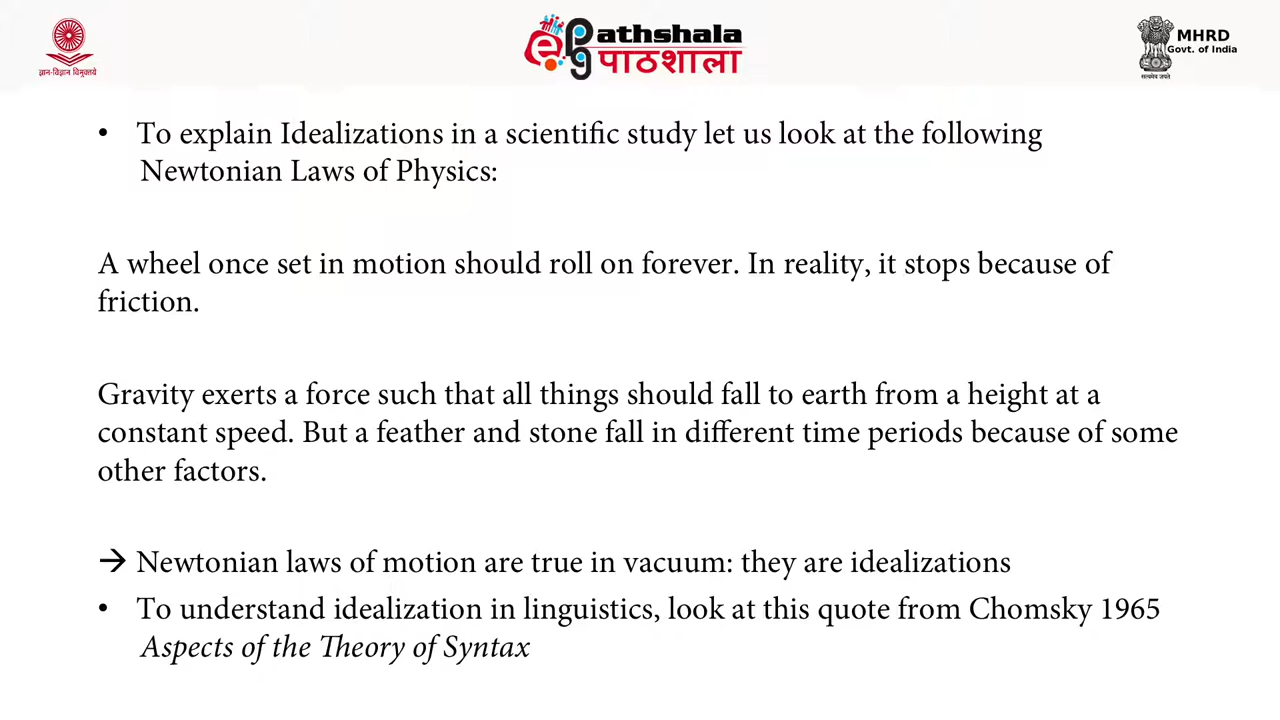 ज्ञान-विज्ञान विमुक्तये
epg athshala
पाठशाला
MHRD
Govt. of India
सत्यमेव जयते
• To explain Idealizations in a scientific study let us look at the following
Newtonian Laws of Physics:
A wheel once set in motion should roll on forever. In reality, it stops because of
friction.
Gravity exerts a force such that all things should fall to earth from a height at a
constant speed. But a feather and stone fall in different time periods because of some
other factors.
→ Newtonian laws of motion are true in vacuum: they are idealizations
• To understand idealization in linguistics, look at this quote from Chomsky 1965
Aspects of the Theory of Syntax